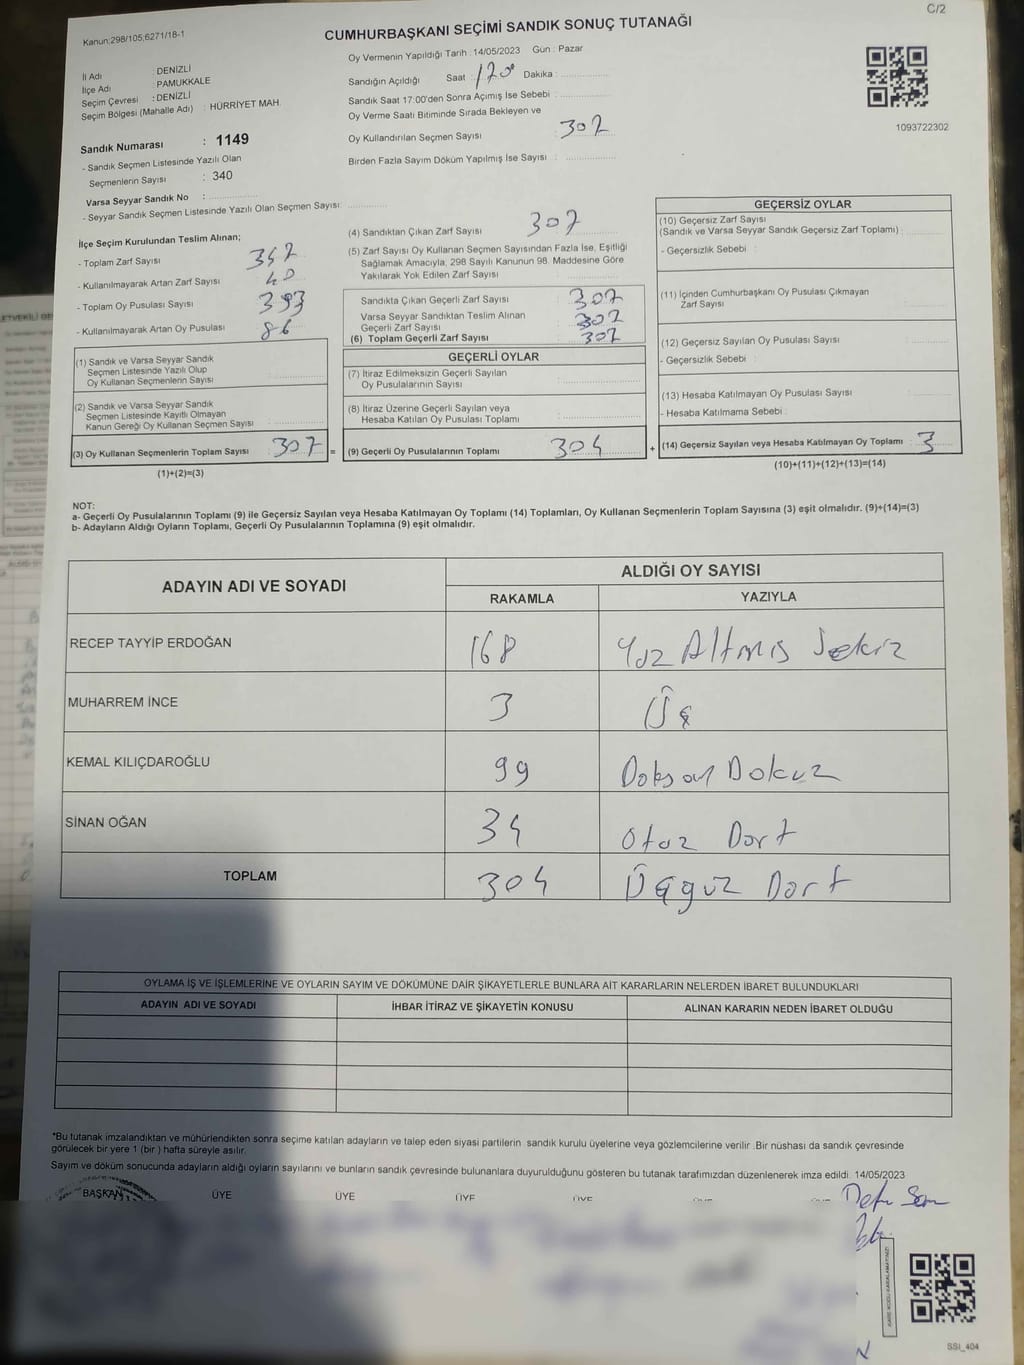 C/2
Kanun:298/105;6271/18-1
CUMHURBAŞKANI SEÇİMİ SANDIK SONUÇ TUTANAĞI
İl Adı : DENİZLİ
İlçe Adı : PAMUKKALE
Seçim Çevresi : DENİZLİ
Seçim Bölgesi (Mahalle Adı) : HÜRRİYET MAH.
Sandık Numarası : 1149
- Sandık Seçmen Listesinde Yazılı Olan
Seçmenlerin Sayısı : 340
Varsa Seyyar Sandık No :
- Seyyar Sandık Seçmen Listesinde Yazılı Olan Seçmen Sayısı:
Oy Vermenin Yapıldığı Tarih : 14/05/2023 Gün : Pazar
Sandığın Açıldığı Saat : Dakika :
Sandık Saat 17:00'den Sonra Açımış İse Sebebi :
Oy Verme Saati Bitiminde Sırada Bekleyen ve
Oy Kullandırılan Seçmen Sayısı : 307
Birden Fazla Sayım Döküm Yapılmış İse Sayısı :
1093722302
İlçe Seçim Kurulundan Teslim Alınan;
- Toplam Zarf Sayısı : 347
- Kullanılmayarak Artan Zarf Sayısı : 40
- Toplam Oy Pusulası Sayısı : 393
- Kullanılmayarak Artan Oy Pusulası : 86
(1) Sandık ve Varsa Seyyar Sandık
Seçmen Listesinde Yazılı Olup
Oy Kullanan Seçmenlerin Sayısı :
(2) Sandık ve Varsa Seyyar Sandık
Seçmen Listesinde Kayıtlı Olmayan
Kanun Gereği Oy Kullanan Seçmen Sayısı :
(3) Oy Kullanan Seçmenlerin Toplam Sayısı : 307 =
(1)+(2)=(3)
(4) Sandıktan Çıkan Zarf Sayısı : 307
(5) Zarf Sayısı Oy Kullanan Seçmen Sayısından Fazla İse, Eşitliği
Sağlamak Amacıyla, 298 Sayılı Kanunun 98. Maddesine Göre
Yakılarak Yok Edilen Zarf Sayısı :
Sandıkta Çıkan Geçerli Zarf Sayısı : 307
Varsa Seyyar Sandıktan Teslim Alınan
Geçerli Zarf Sayısı : 307
(6) Toplam Geçerli Zarf Sayısı : 307
GEÇERLİ OYLAR
(7) İtiraz Edilmeksizin Geçerli Sayılan
Oy Pusulalarının Sayısı :
(8) İtiraz Üzerine Geçerli Sayılan veya
Hesaba Katılan Oy Pusulası Toplamı :
(9) Geçerli Oy Pusulalarının Toplamı : 304 +
GEÇERSİZ OYLAR
(10) Geçersiz Zarf Sayısı
(Sandık ve Varsa Seyyar Sandık Geçersiz Zarf Toplamı) :
- Geçersizlik Sebebi :
(11) İçinden Cumhurbaşkanı Oy Pusulası Çıkmayan
Zarf Sayısı :
(12) Geçersiz Sayılan Oy Pusulası Sayısı :
- Geçersizlik Sebebi :
(13) Hesaba Katılmayan Oy Pusulası Sayısı :
- Hesaba Katılmama Sebebi :
(14) Geçersiz Sayılan veya Hesaba Katılmayan Oy Toplamı : 3
(10)+(11)+(12)+(13)=(14)
NOT:
a- Geçerli Oy Pusulalarının Toplamı (9) ile Geçersiz Sayılan veya Hesaba Katılmayan Oy Toplamı (14) Toplamları, Oy Kullanan Seçmenlerin Toplam Sayısına (3) eşit olmalıdır. (9)+(14)=(3)
b- Adayların Aldığı Oyların Toplamı, Geçerli Oy Pusulalarının Toplamına (9) eşit olmalıdır.
ADAYIN ADI VE SOYADI ALDIĞI OY SAYISI
RAKAMLA YAZIYLA
RECEP TAYYİP ERDOĞAN 168 Yüz Altmış Sekiz
MUHARREM İNCE 3 Üç
KEMAL KILIÇDAROĞLU 99 Doksan Dokuz
SİNAN OĞAN 34 Otuz Dört
TOPLAM 304 Üçyüz Dört
OYLAMA İŞ VE İŞLEMLERİNE VE OYLARIN SAYIM VE DÖKÜMÜNE DAİR ŞİKAYETLERLE BUNLARA AİT KARARLARIN NELERDEN İBARET BULUNDUKLARI
ADAYIN ADI VE SOYADI İHBAR İTİRAZ VE ŞİKAYETİN KONUSU ALINAN KARARIN NEDEN İBARET OLDUĞU
*Bu tutanak imzalandıktan ve mühürlendikten sonra seçime katılan adayların ve talep eden siyasi partilerin sandık kurulu üyelerine veya gözlemcilerine verilir .Bir nüshası da sandık çevresinde
görülecek bir yere 1 (bir ) hafta süreyle asılır.
Sayım ve döküm sonucunda adayların aldığı oyların sayılarını ve bunların sandık çevresinde bulunanlara duyurulduğunu gösteren bu tutanak tarafımızdan düzenlenerek imza edildi. 14/05/2023
BAŞKAN ÜYE ÜYE ÜYE ÜYE
KARE KODU KARALAMAYINIZ!
SSI_404